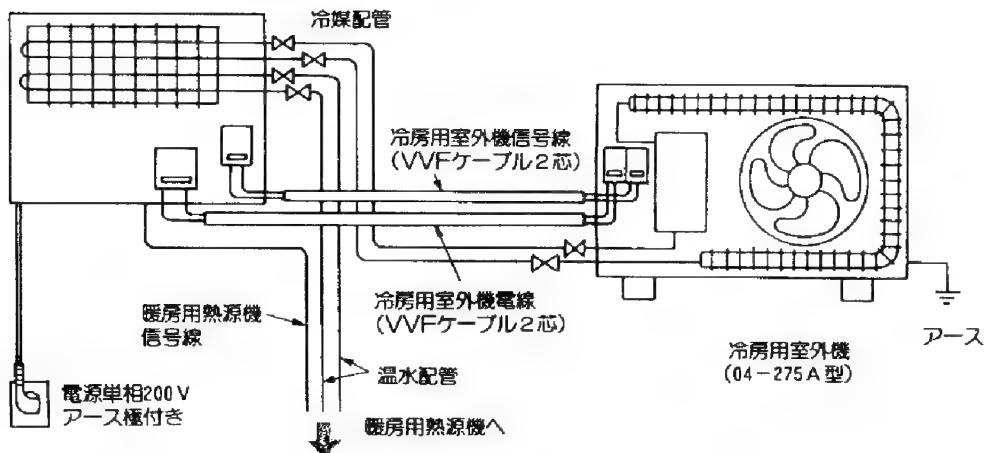 冷媒配管
冷房用室外機信号線
(VVFケーブル2芯)
冷房用室外機電線
(VVFケーブル2芯)
暖房用熱源機
信号線
温水配管
電源単相200V
アース極付き
暖房用熱源機へ
アース
冷房用室外機
(04-275A型)